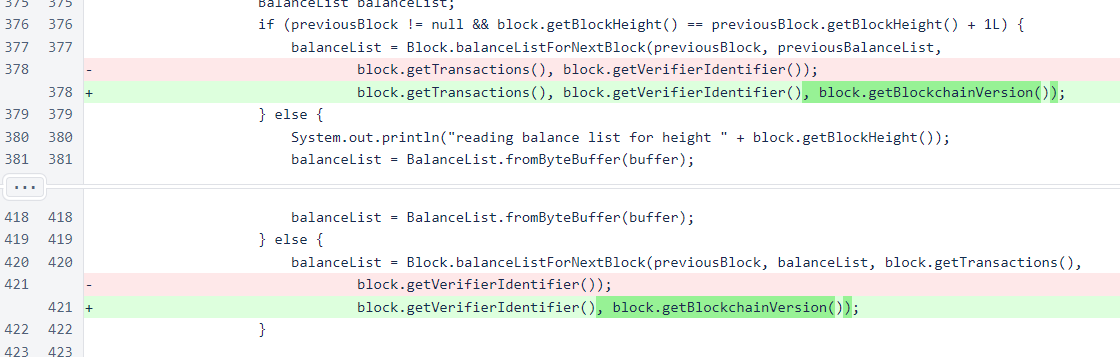 375 375 BalanceList balanceList;
376 376 if (previousBlock != null && block.getBlockHeight() == previousBlock.getBlockHeight() + 1L) {
377 377 balanceList = Block.balanceListForNextBlock(previousBlock, previousBalanceList,
378 - block.getTransactions(), block.getVerifierIdentifier());
378 + block.getTransactions(), block.getVerifierIdentifier(), block.getBlockchainVersion());
379 379 } else {
380 380 System.out.println("reading balance list for height " + block.getBlockHeight());
381 381 balanceList = BalanceList.fromByteBuffer(buffer);
...
418 418 balanceList = BalanceList.fromByteBuffer(buffer);
419 419 } else {
420 420 balanceList = Block.balanceListForNextBlock(previousBlock, balanceList, block.getTransactions(),
421 - block.getVerifierIdentifier());
421 + block.getVerifierIdentifier(), block.getBlockchainVersion());
422 422 }
423 423